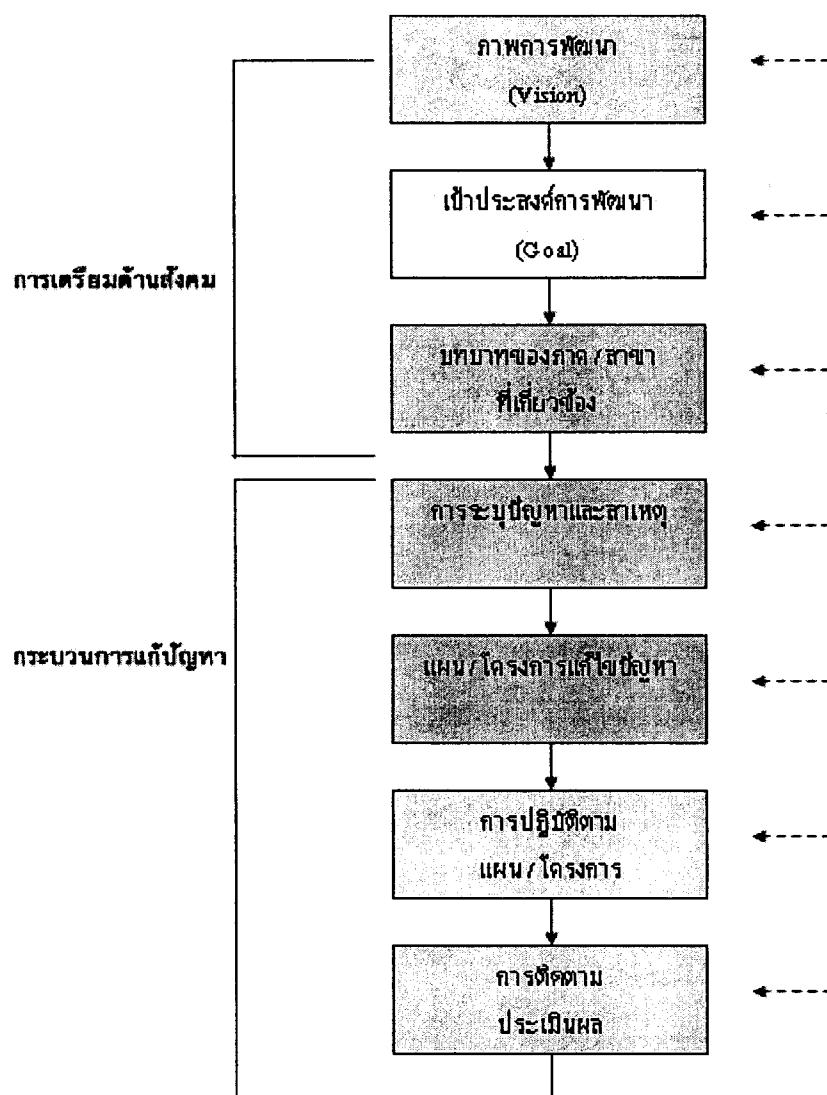 ภาพการพัฒนา
(Vision)
เป้าประสงค์การพัฒนา
(Goal)
การเตรียมด้านสังคม
บทบาทของภาค / สาขา
ที่เกี่ยวข้อง
การระบุปัญหาและสาเหตุ
กระบวนการแก้ปัญหา
แผน / โครงการแก้ไขปัญหา
การปฏิบัติตาม
แผน / โครงการ
การติดตาม
ประเมินผล